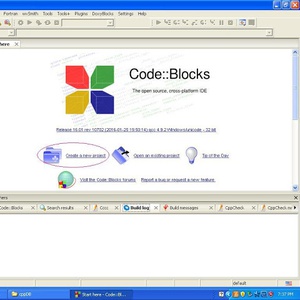 Fortran wxSmith Tools Tools+ Plugins DoxyBlocks Settings Help
here ×
Code::Blocks
The open source, cross-platform IDE
Release 16.01 rev 10702 (2016-01-25 19:50:14) gcc 4.9.2 Windows/unicode - 32 bit
Create a new project Open an existing project Tip of the Day
Visit the Code::Blocks forums Report a bug or request a new feature
hers
Code::Blocks × Search results × Cccc × Build log × Build messages × CppCheck ×
default
cppDB Start here - Code::Bl...